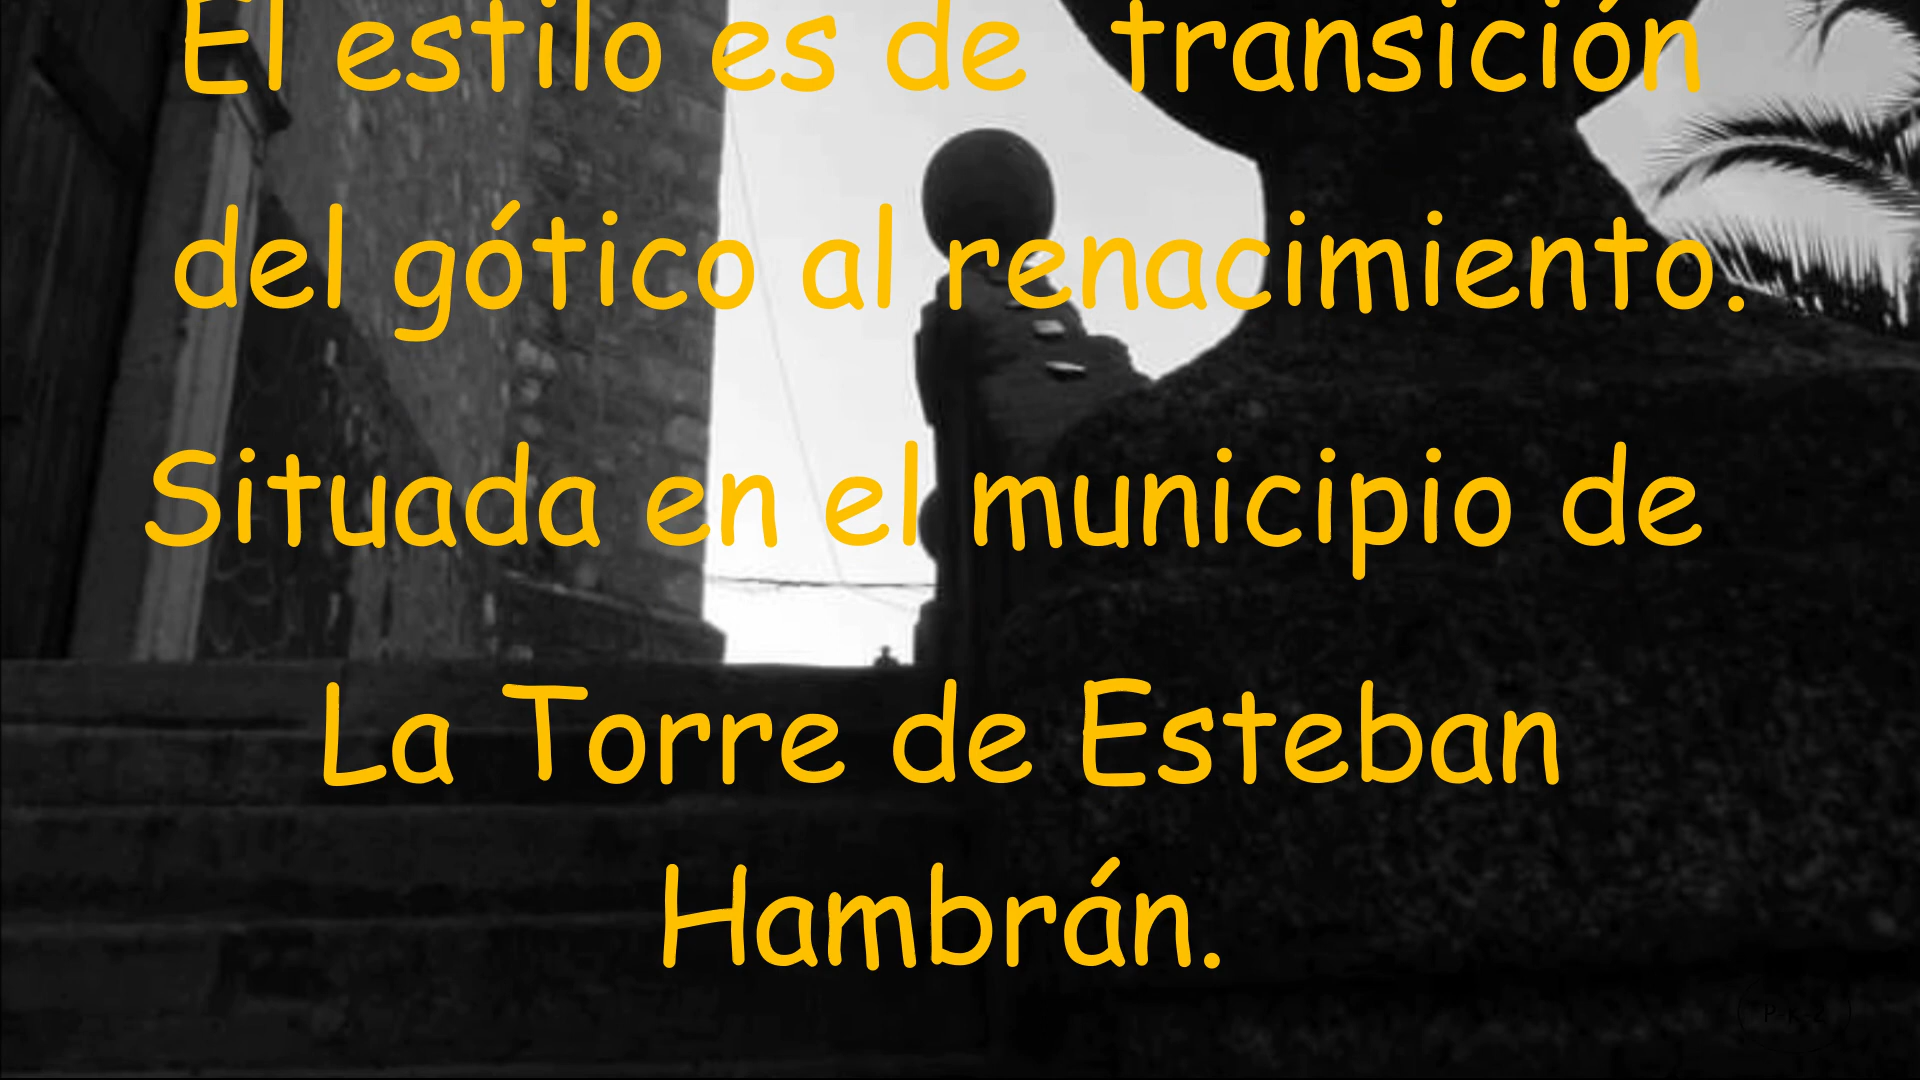 El estilo es de transición
del gótico al renacimiento.
Situada en el municipio de
La Torre de Esteban
Hambrán.